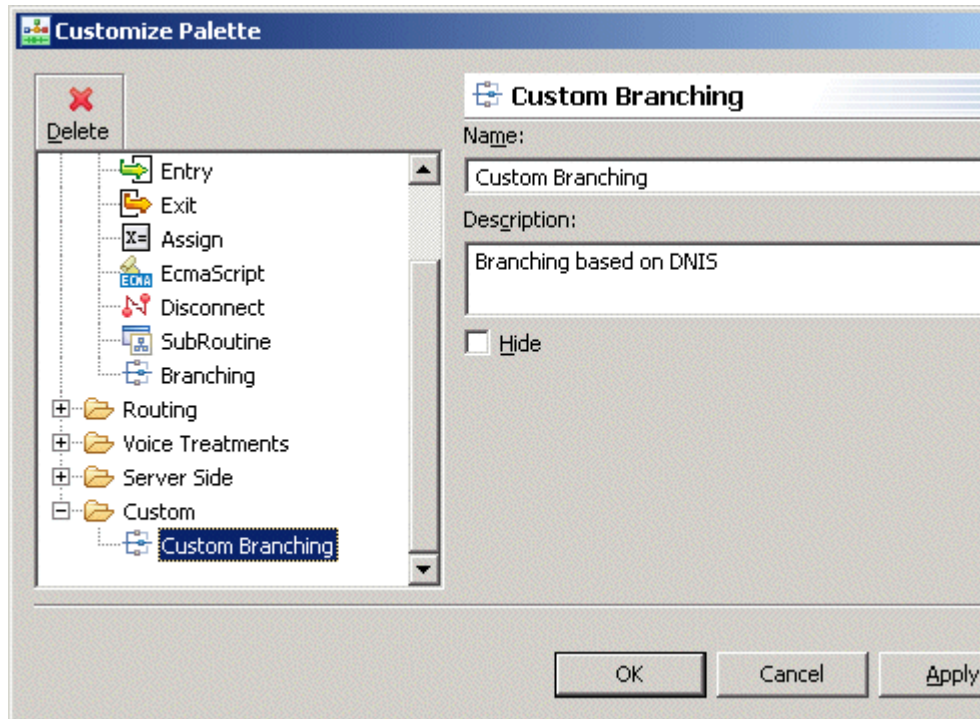 Customize Palette
Delete
Entry
Exit
X= Assign
ECMA EcmaScript
Disconnect
SubRoutine
Branching
Routing
Voice Treatments
Server Side
Custom
Custom Branching
Custom Branching
Name:
Custom Branching
Description:
Branching based on DNIS
Hide
OK Cancel Apply